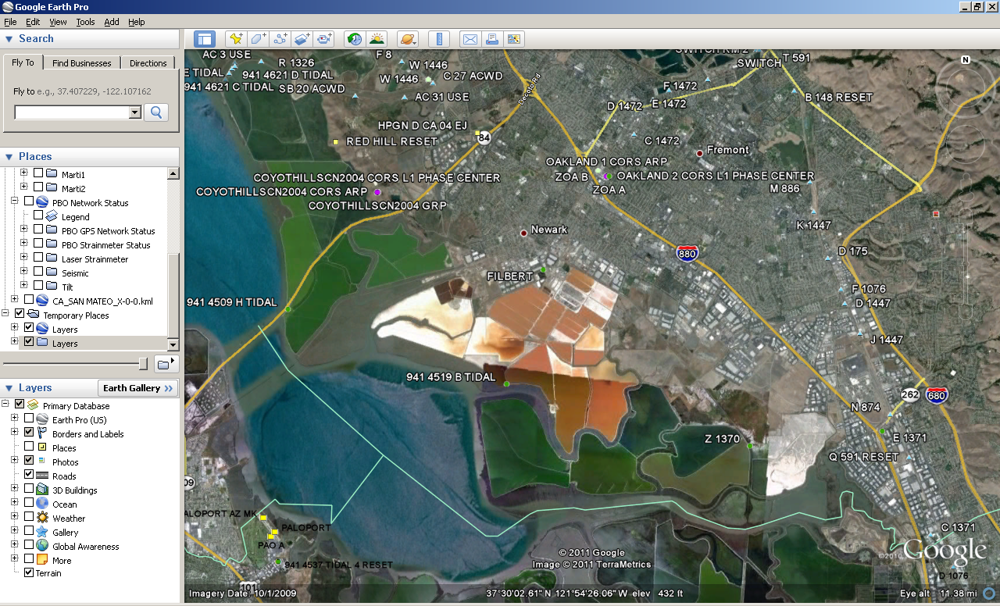 Google Earth Pro
File Edit View Tools Add Help
Search
Fly To Find Businesses Directions
Fly to e.g., 37.407229, -122.107162
Places
Marti1
Marti2
PBO Network Status
Legend
PBO GPS Network Status
PBO Strainmeter Status
Laser Strainmeter
Seismic
Tilt
CA_SAN MATEO_X-0-0.kml
Temporary Places
Layers
Layers
Layers
Earth Gallery >>
Primary Database
Earth Pro (US)
Borders and Labels
Places
Photos
Roads
3D Buildings
Ocean
Weather
Gallery
Global Awareness
More
Terrain
AC 3 USE
R 1326
F 8
W 1446
E TIDAL
941 4621 D TIDAL
W 1446
C 27 ACWD
941 4621 C TIDAL
SB 20 ACWD
AC 31 USE
Decoto Rd
SWITCH RM 2
T 591
SWITCH
F 1472
B 148 RESET
D 1472
E 1472
HPGN D CA 04 EJ
84
RED HILL RESET
C 1472
Fremont
OAKLAND 1 CORS ARP
COYOTHILLSCN2004 CORS L1 PHASE CENTER
ZOA B
OAKLAND 2 CORS L1 PHASE CENTER
COYOTHILLSCN2004 CORS ARP
ZOA A
M 886
COYOTHILLSCN2004 GRP
K 1447
Newark
880
D 175
FILBERT
F 1076
941 4509 H TIDAL
D 1447
J 1447
941 4519 B TIDAL
262
680
N 874
Z 1370
E 1371
Q 591 RESET
09
ALOPORT AZ MK
PALOPORT
PAO A
C 1371
941 4537 TIDAL 4 RESET
101
D 1076
© 2011 Google
Image © 2011 TerraMetrics
©2010 Google
Imagery Date: 10/1/2009
37°30'02.61" N 121°54'26.06" W elev 432 ft
Eye alt 11.38 mi
N